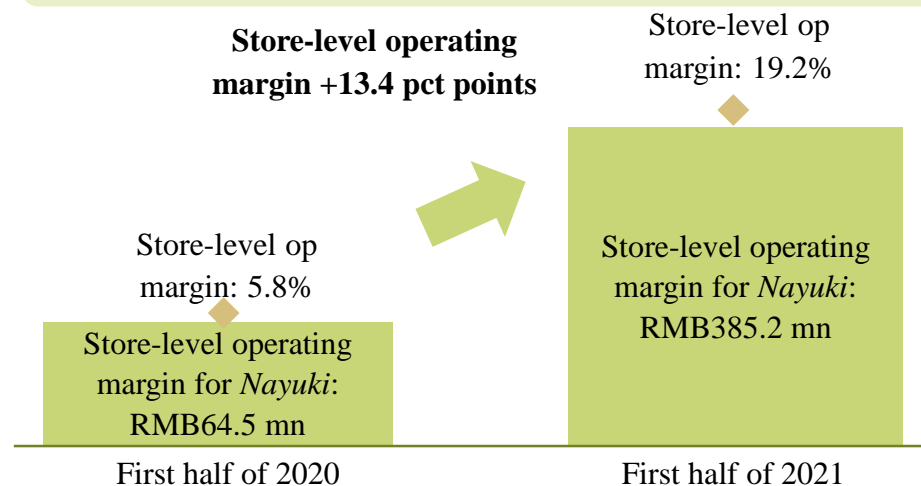 Store-level operating
margin +13.4 pct points
Store-level op
margin: 19.2%
Store-level op
margin: 5.8%
Store-level operating
margin for Nayuki:
RMB64.5 mn
Store-level operating
margin for Nayuki:
RMB385.2 mn
First half of 2020
First half of 2021